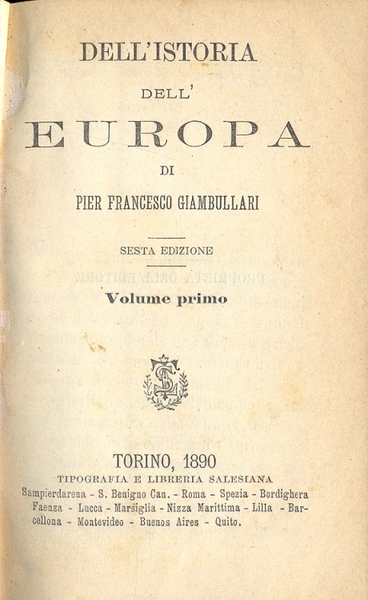 DELL'ISTORIA
DELL'
EUROPA
DI
PIER FRANCESCO GIAMBULLARI
SESTA EDIZIONE
Volume primo
TORINO, 1890
TIPOGRAFIA E LIBRERIA SALESIANA
Sampierdarena - S. Benigno Can. - Roma - Spezia - Bordighera
Faenza - Lucca - Marsiglia - Nizza Marittima - Lilla - Bar-
cellona - Montevideo - Buenos Aires - Quito.